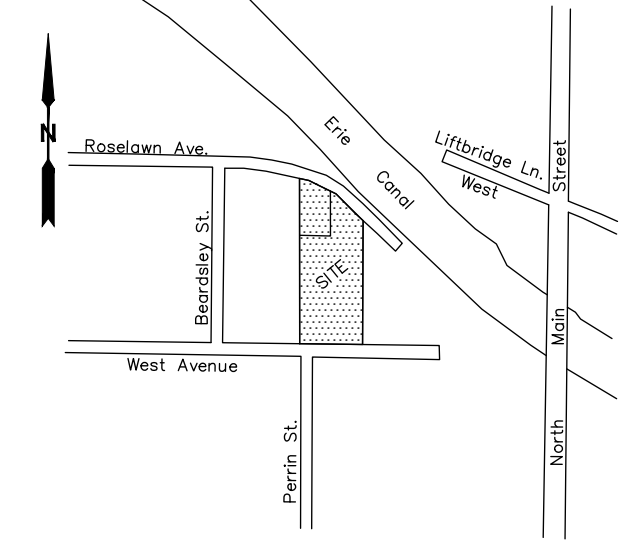 N
Roselawn Ave.
Erie
Canal
Liftbridge Ln.
West
North Main Street
Beardsley St.
SITE
West Avenue
Perrin St.